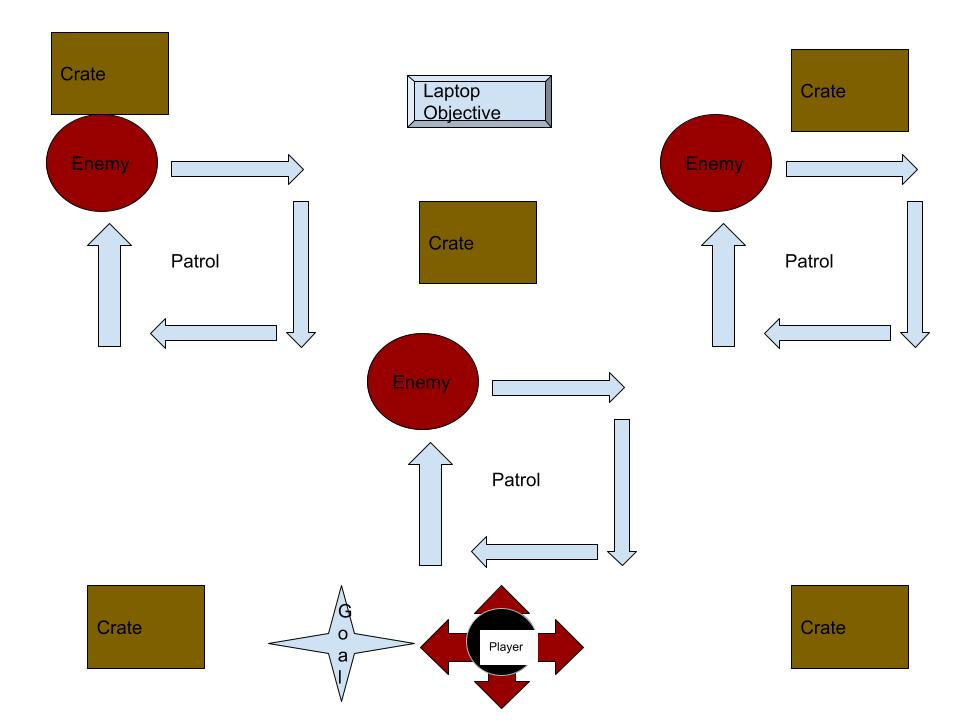 Crate
Laptop
Objective
Crate
Enemy
Enemy
Crate
Patrol
Patrol
Enemy
Patrol
Crate
G
o
a
l
Player
Crate